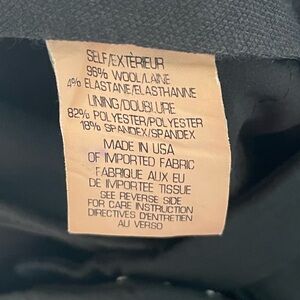 SELF/EXTÈRIEUR
96% WOOL/LAINE
4% ELASTANE/ELASTHANNE
LINING/DOUBLURE
82% POLYESTER/POLYESTER
18% SPANDEX/SPANDEX
MADE IN USA
OF IMPORTED FABRIC
FABRIQUE AUX EU
DE IMPORTEE TISSUE
SEE REVERSE SIDE
FOR CARE INSTRUCTION
DIRECTIVES D'ENTRETIEN
AU VERSO